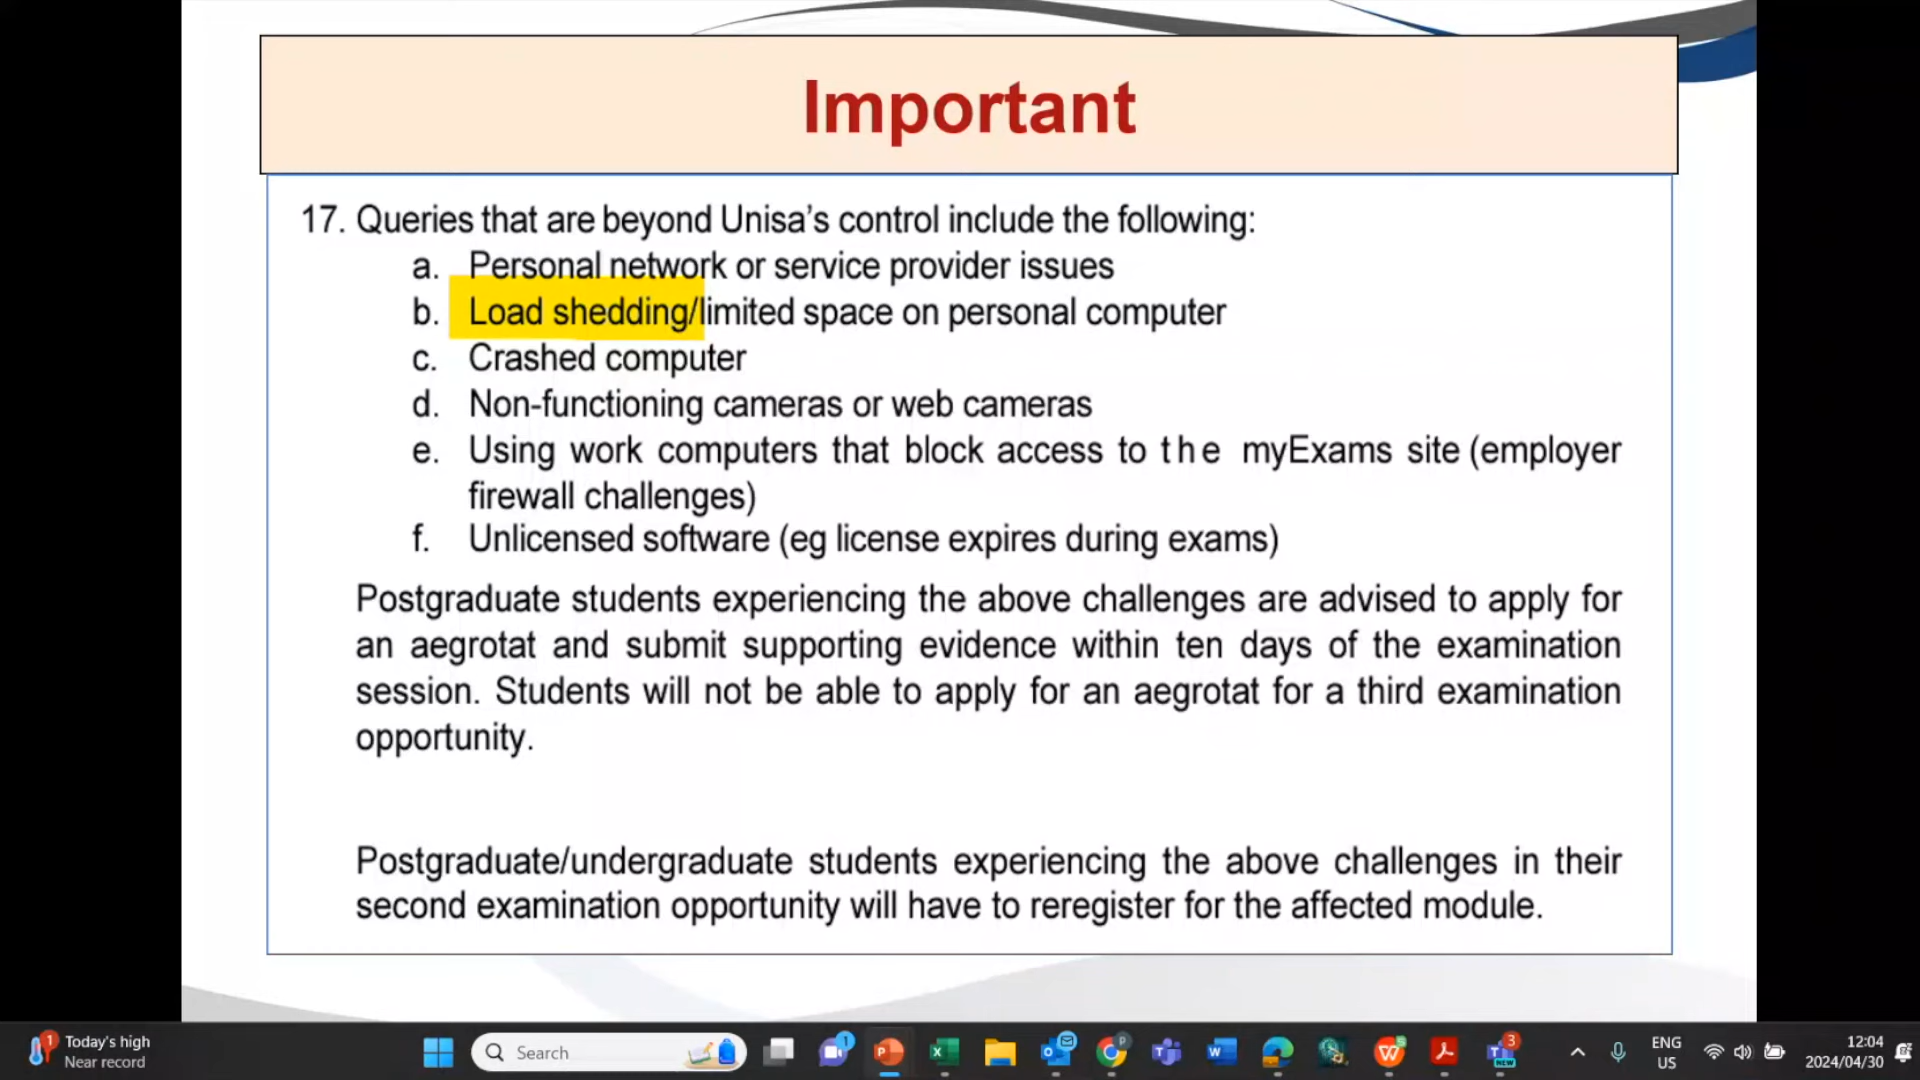 Important
17. Queries that are beyond Unisa's control include the following:
a. Personal network or service provider issues
b. Load shedding/limited space on personal computer
c. Crashed computer
d. Non-functioning cameras or web cameras
e. Using work computers that block access to the myExams site (employer
firewall challenges)
f. Unlicensed software (eg license expires during exams)
Postgraduate students experiencing the above challenges are advised to apply for
an aegrotat and submit supporting evidence within ten days of the examination
session. Students will not be able to apply for an aegrotat for a third examination
opportunity.
Postgraduate/undergraduate students experiencing the above challenges in their
second examination opportunity will have to reregister for the affected module.
1 Today's high
Near record
Search
1
3
NEW
ENG
US
12:04
2024/04/30